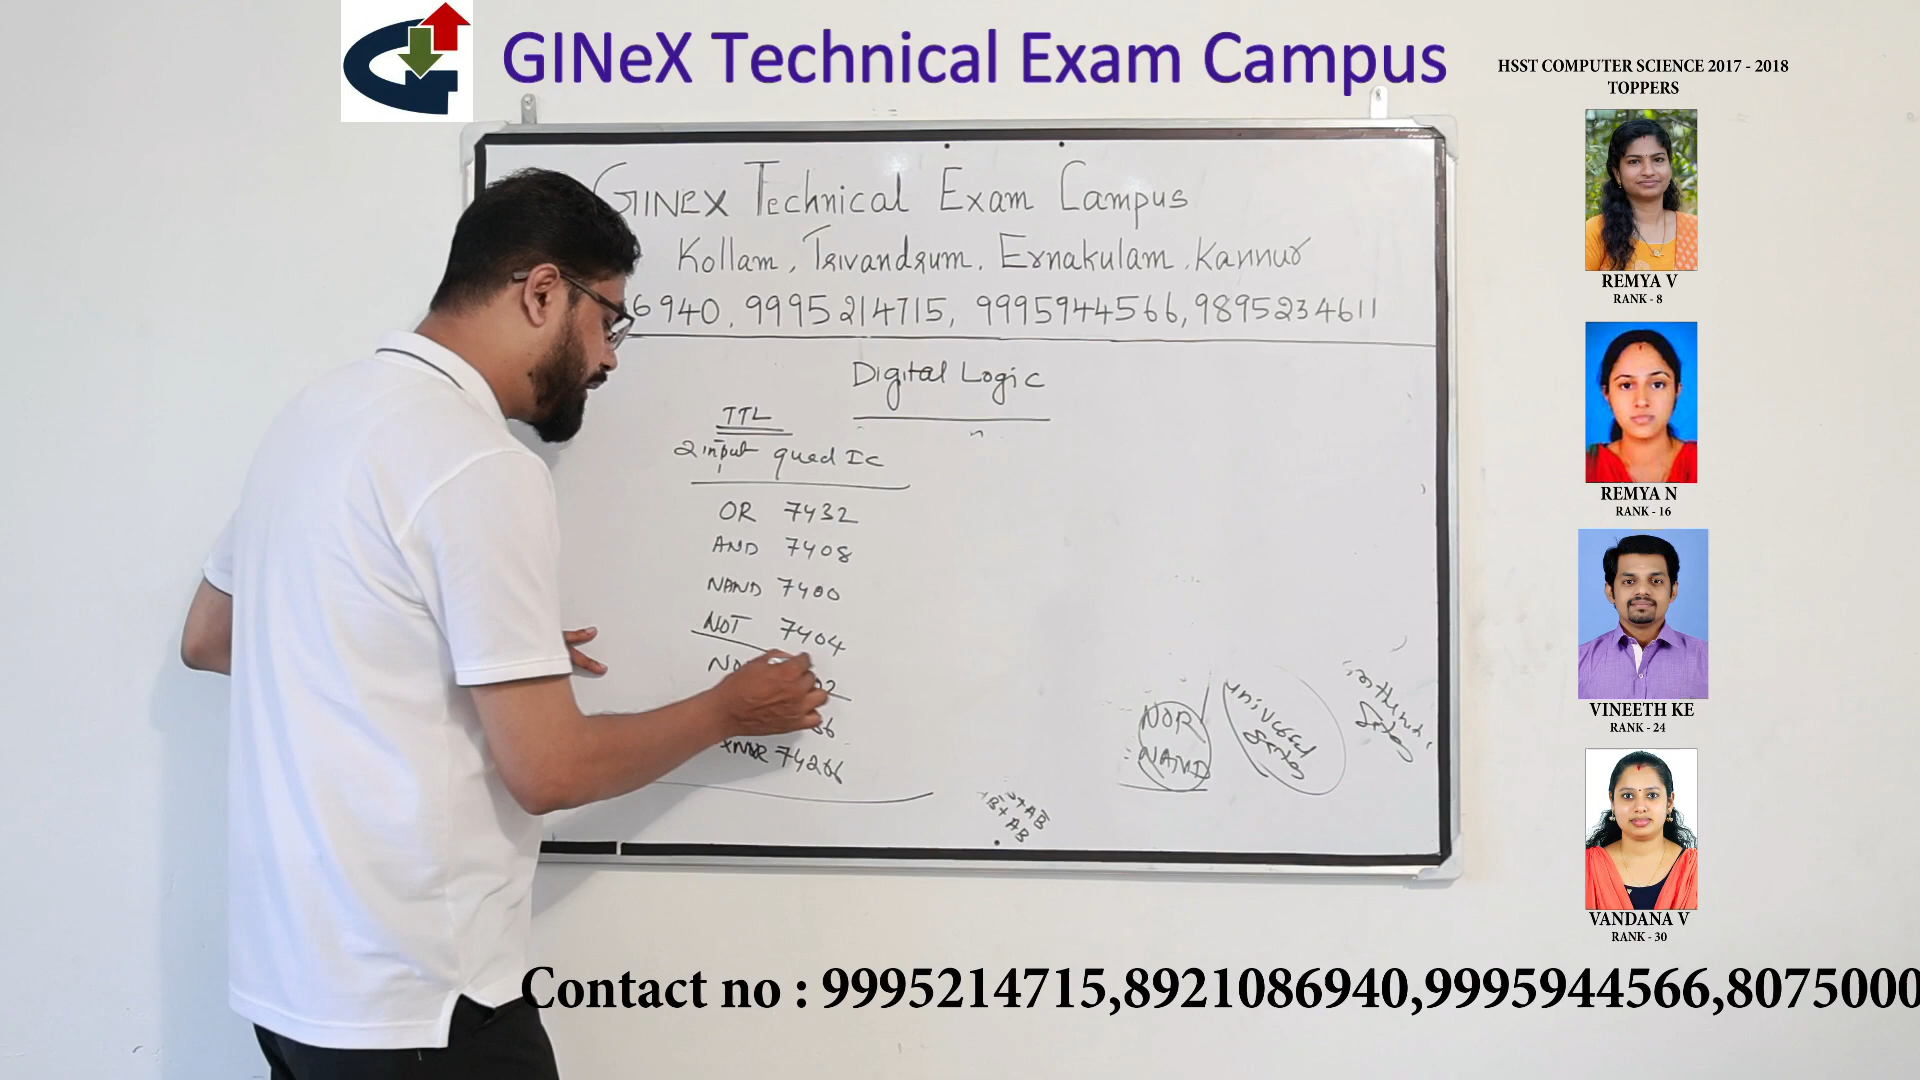 GINeX Technical Exam Campus
HSST COMPUTER SCIENCE 2017 - 2018
TOPPERS
REMYA V
RANK - 8
REMYA N
RANK - 16
VINEETH KE
RANK - 24
VANDANA V
RANK - 30
GINeX Technical Exam Campus
Kollam, Trivandrum, Ernakulam, Kannur
6940, 9995214715, 9995944566, 9895234611
Digital Logic
TTL
2 input quad IC
OR 7432
AND 7408
NAND 7400
NOT 7404
XNOR 74266
NOR
NAND
universal
Contact no : 9995214715,8921086940,9995944566,8075000